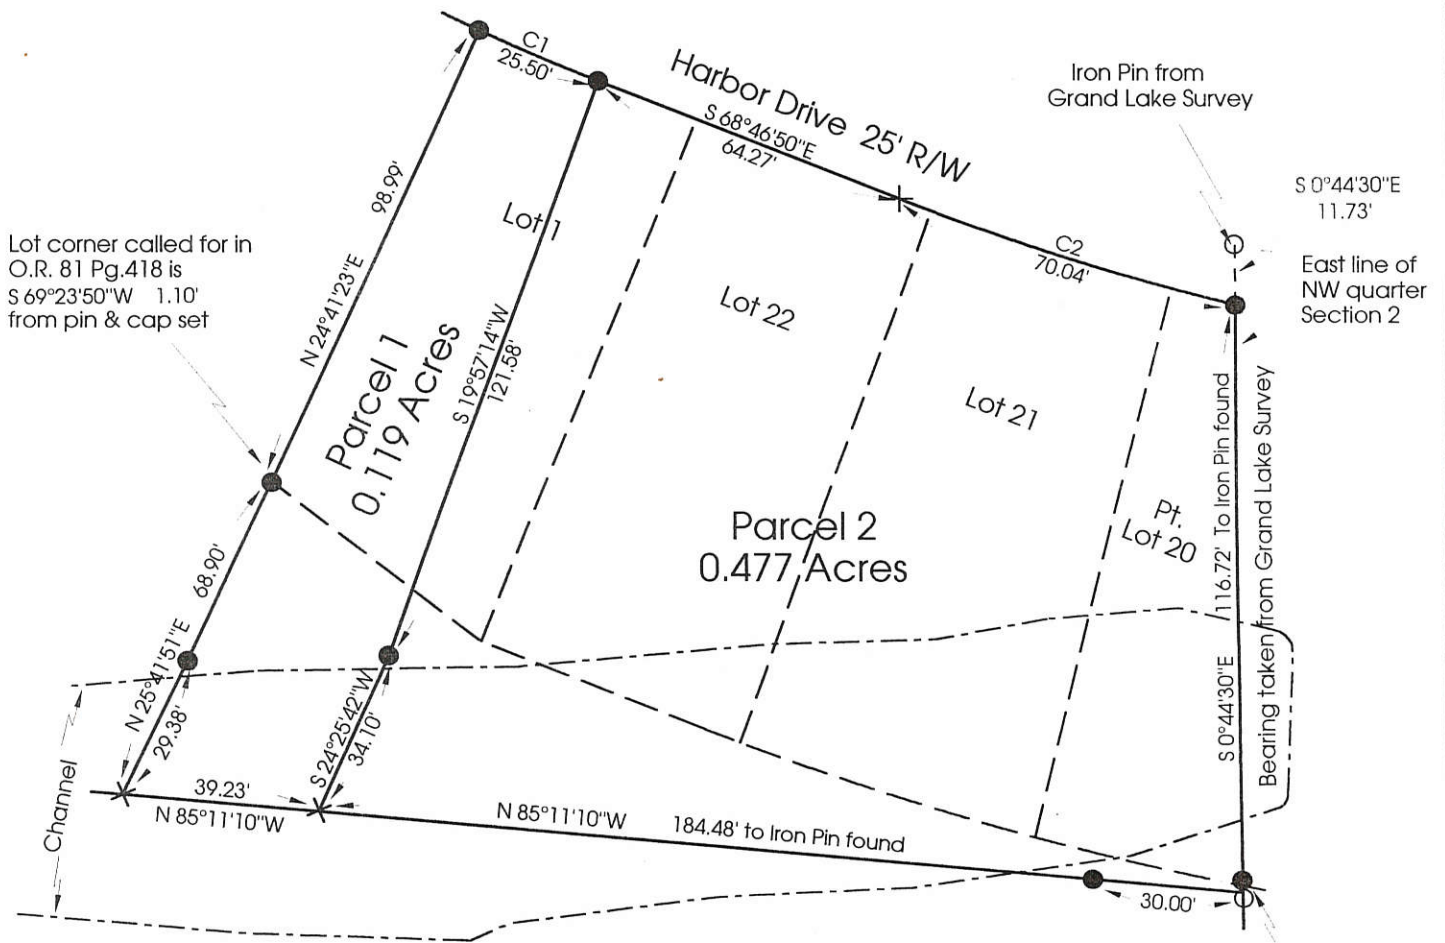 C1
25.50'
Harbor Drive 25' R/W
S 68°46'50"E
64.27'
Iron Pin from
Grand Lake Survey
S 0°44'30"E
11.73'
East line of
NW quarter
Section 2
C2
70.04'
98.99'
N 24°41'23"E
Lot corner called for in
O.R. 81 Pg.418 is
S 69°23'50"W 1.10'
from pin & cap set
Lot 1
Parcel 1
0.119 Acres
S 19°57'14"W
121.58'
Lot 22
Lot 21
Pt.
Lot 20
Parcel 2
0.477 Acres
116.72' To Iron Pin found
S 0°44'30"E
Bearing taken from Grand Lake Survey
68.90'
N 25°41'51"E
29.38'
S 24°25'42"W
34.10'
Channel
39.23'
N 85°11'10"W
N 85°11'10"W
184.48' to Iron Pin found
30.00'